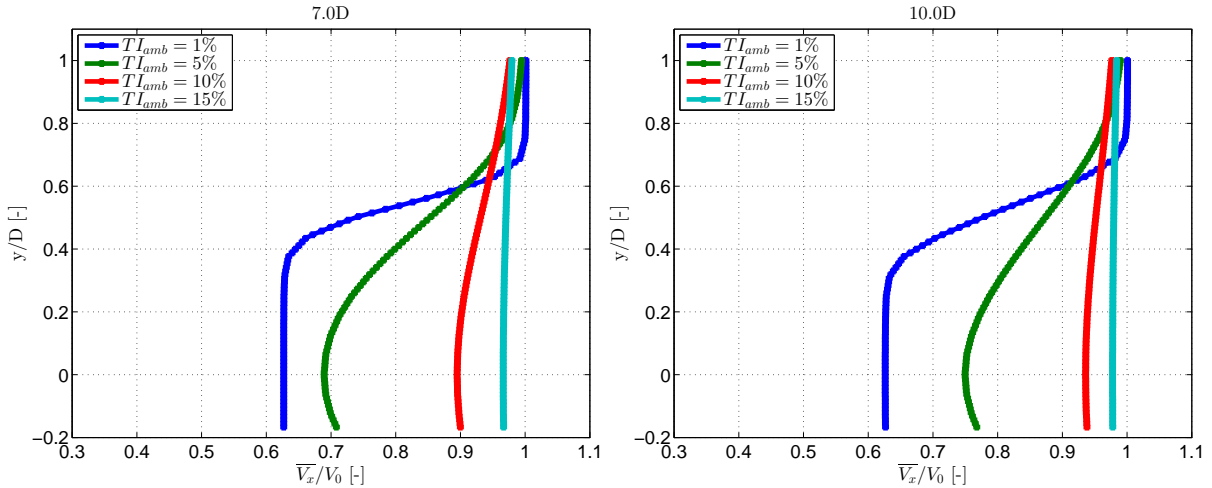 7.0D
TI_amb = 1%
TI_amb = 5%
TI_amb = 10%
TI_amb = 15%
1
0.8
0.6
0.4
0.2
0
−0.2
y/D [-]
0.3 0.4 0.5 0.6 0.7 0.8 0.9 1 1.1
V̅_x/V_0 [-]
10.0D
TI_amb = 1%
TI_amb = 5%
TI_amb = 10%
TI_amb = 15%
1
0.8
0.6
0.4
0.2
0
−0.2
y/D [-]
0.3 0.4 0.5 0.6 0.7 0.8 0.9 1 1.1
V̅_x/V_0 [-]